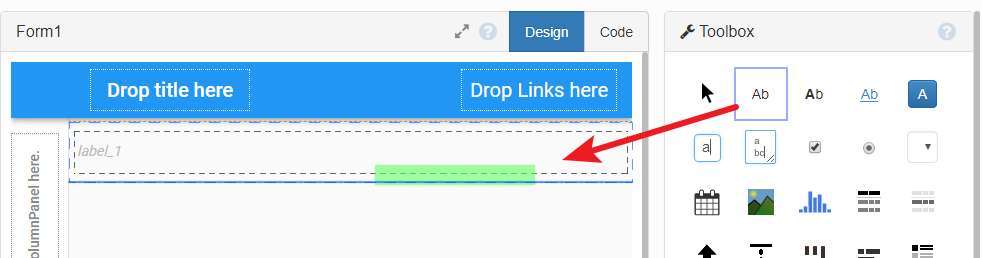 Form1
Design
Code
Toolbox
Drop title here
Drop Links here
label_1
olumnPanel here.
Ab
Ab
Ab
A
a
a
bc